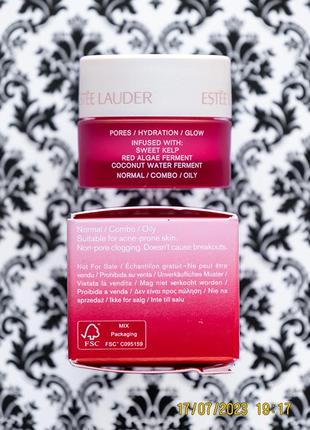 ESTĒE LAUDER
ESTĒE
PORES / HYDRATION / GLOW
INFUSED WITH:
SWEET KELP
RED ALGAE FERMENT
COCONUT WATER FERMENT
NORMAL / COMBO / OILY
Normal / Combo / Oily
Suitable for acne-prone skin.
Non-pore clogging. Doesn't cause breakouts.
Not For Sale / Échantillon gratuit - Ne peut être
vendu / Prohibida su venta / Unverkäufliches Muster /
Vietata la vendita / Mag niet verkocht worden /
Proibida a venda / Δεν είναι προς πώληση / Nie na
sprzedaż / Ikke for salg / Inte till salu
MIX
Packaging
FSC
FSC® C095159
17/07/2023 18:17